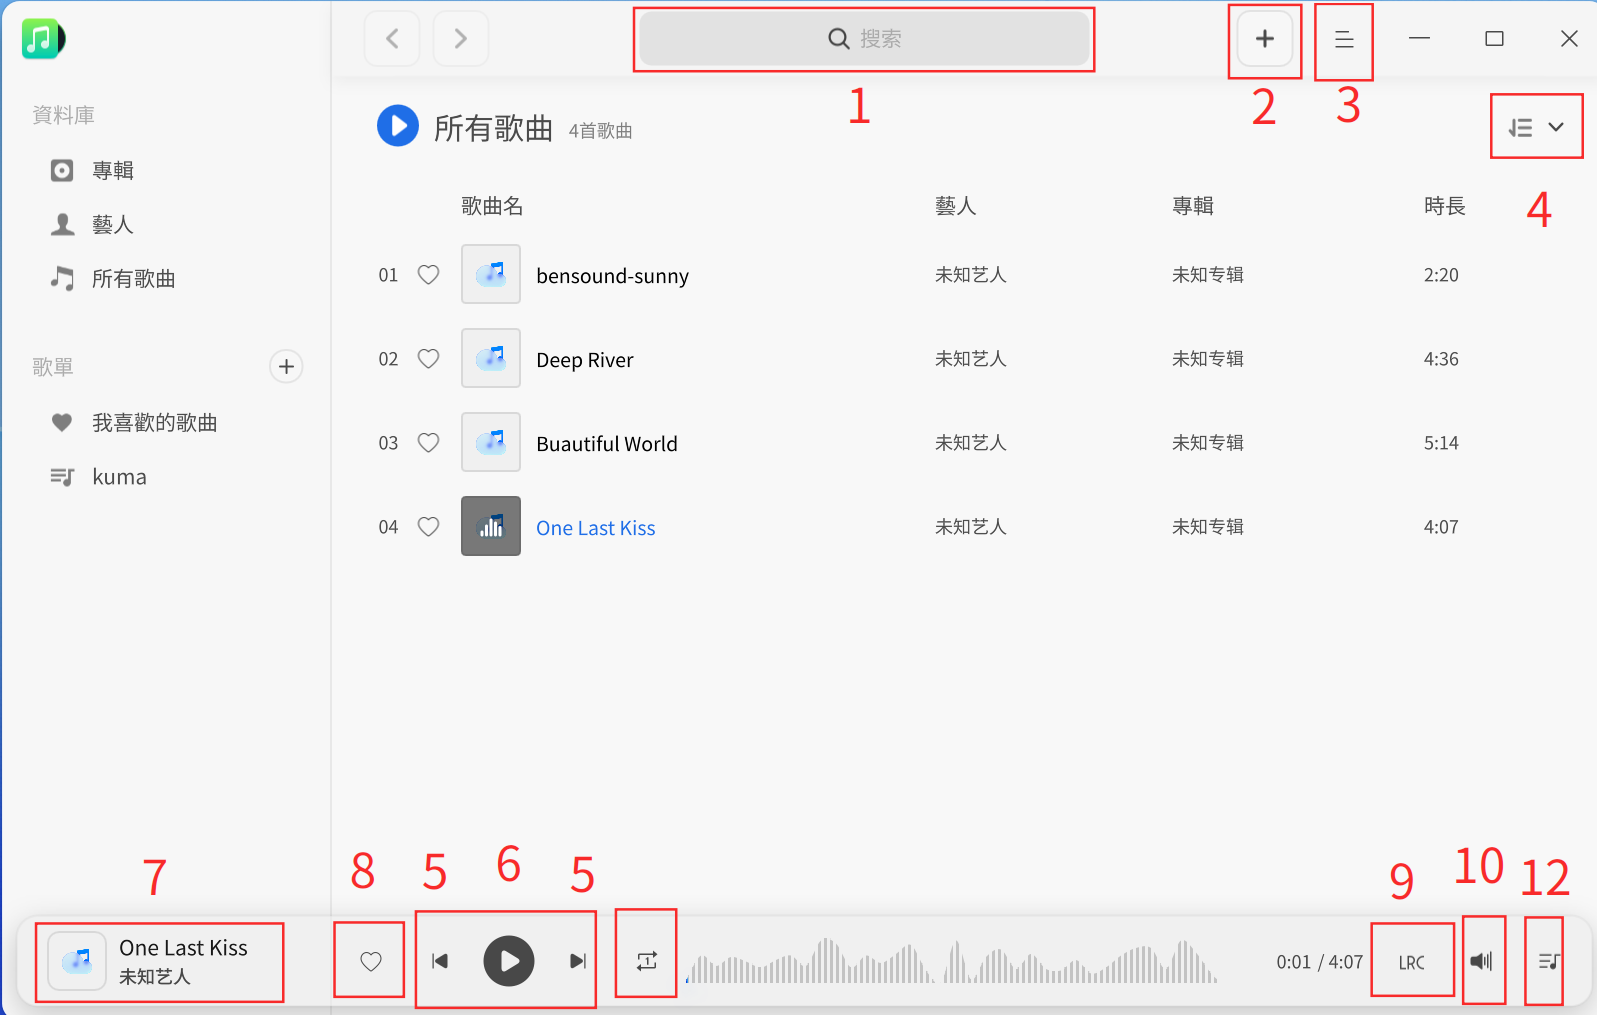 搜索
1
2
3
4
資料庫
專輯
藝人
所有歌曲
歌單
我喜歡的歌曲
kuma
所有歌曲 4首歌曲
歌曲名 藝人 專輯 時長
01 bensound-sunny 未知艺人 未知专辑 2:20
02 Deep River 未知艺人 未知专辑 4:36
03 Buautiful World 未知艺人 未知专辑 5:14
04 One Last Kiss 未知艺人 未知专辑 4:07
7 8 5 6 5 9 10 12
One Last Kiss
未知艺人
1
0:01 / 4:07
LRC